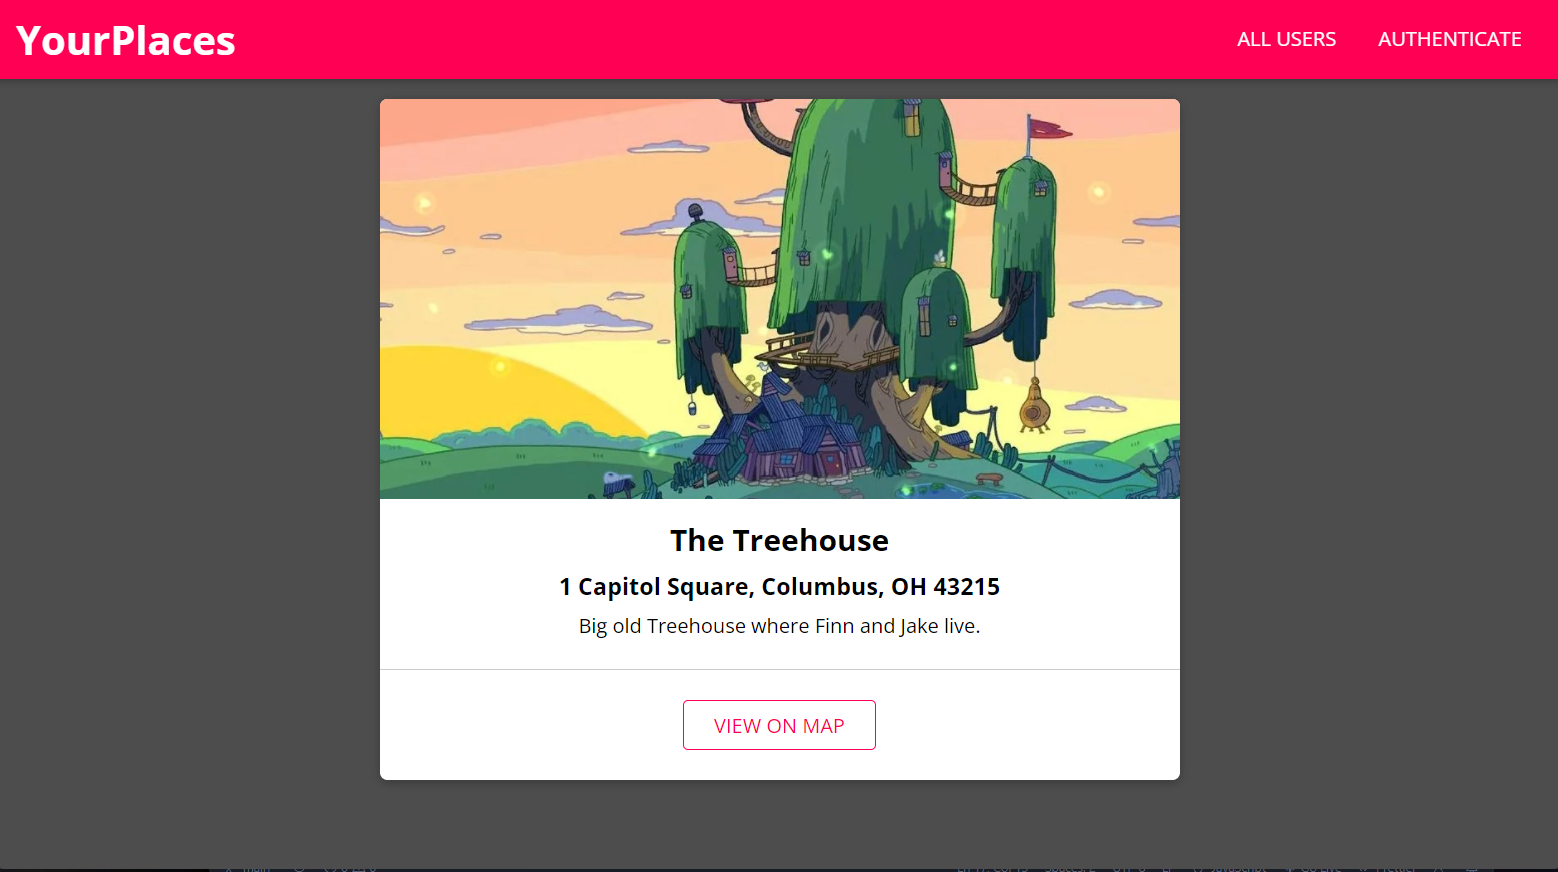 YourPlaces
ALL USERS
AUTHENTICATE
The Treehouse
1 Capitol Square, Columbus, OH 43215
Big old Treehouse where Finn and Jake live.
VIEW ON MAP